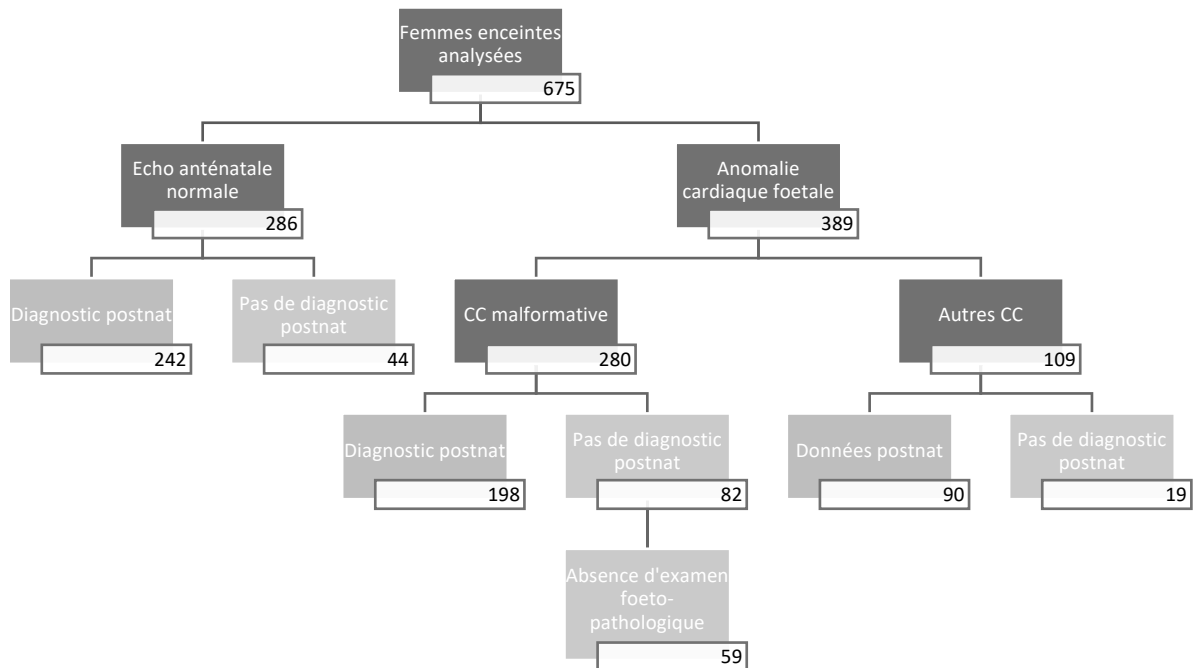 Femmes enceintes
analysées
675
Echo anténatale
normale
286
Anomalie
cardiaque foetale
389
Diagnostic postnat
242
Pas de diagnostic
postnat
44
CC malformative
280
Autres CC
109
Diagnostic postnat
198
Pas de diagnostic
postnat
82
Données postnat
90
Pas de diagnostic
postnat
19
Absence d'examen
foeto-
pathologique
59